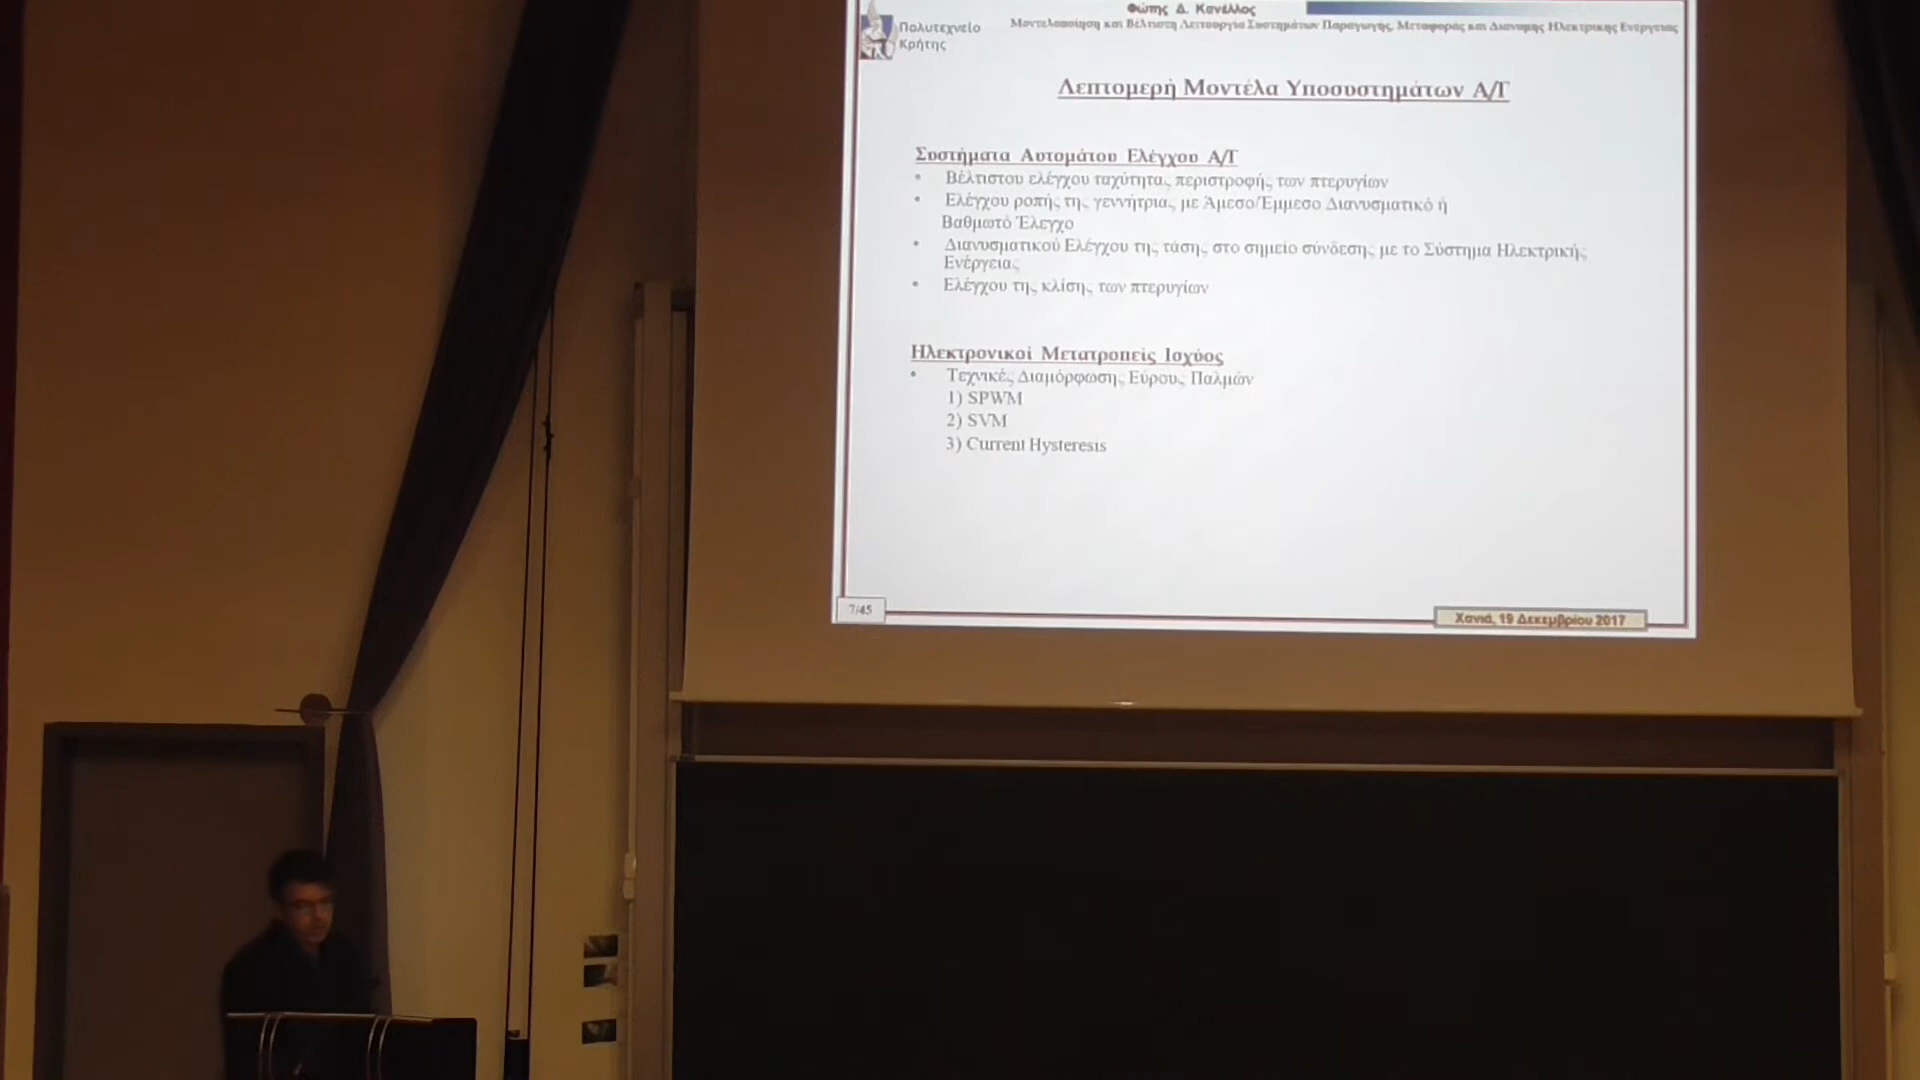 Φώτης Δ. Κανέλλος
Πολυτεχνείο
Κρήτης
Μοντελοποίηση και Βέλτιστη Λειτουργία Συστημάτων Παραγωγής, Μεταφοράς και Διανομής Ηλεκτρικής Ενέργειας
Λεπτομερή Μοντέλα Υποσυστημάτων Α/Γ
Συστήματα Αυτομάτου Ελέγχου Α/Γ
• Βέλτιστου ελέγχου ταχύτητας περιστροφής των πτερυγίων
• Ελέγχου ροπής της γεννήτριας με Άμεσο/Έμμεσο Διανυσματικό ή
Βαθμωτό Έλεγχο
• Διανυσματικού Ελέγχου της τάσης στο σημείο σύνδεσης με το Σύστημα Ηλεκτρικής
Ενέργειας
• Ελέγχου της κλίσης των πτερυγίων
Ηλεκτρονικοί Μετατροπείς Ισχύος
• Τεχνικές Διαμόρφωσης Εύρους Παλμών
1) SPWM
2) SVM
3) Current Hysteresis
7/45
Χανιά, 19 Δεκεμβρίου 2017